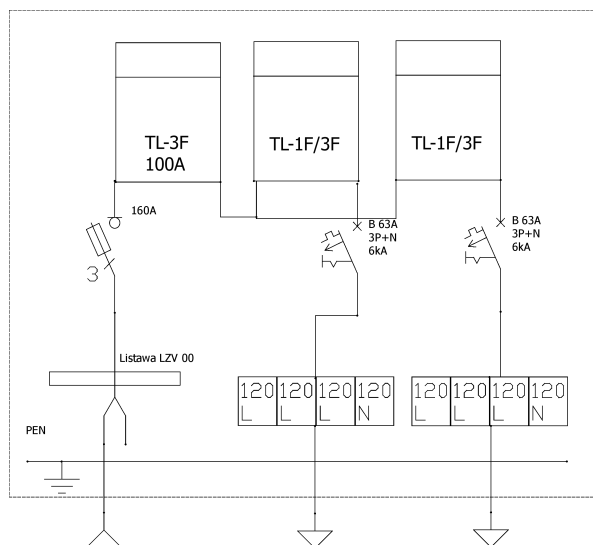 TL-3F
100A
TL-1F/3F
TL-1F/3F
160A
3
B 63A
3P+N
6kA
B 63A
3P+N
6kA
Listawa LZV 00
120 120 120 120
L L L N
120 120 120 120
L L L N
PEN